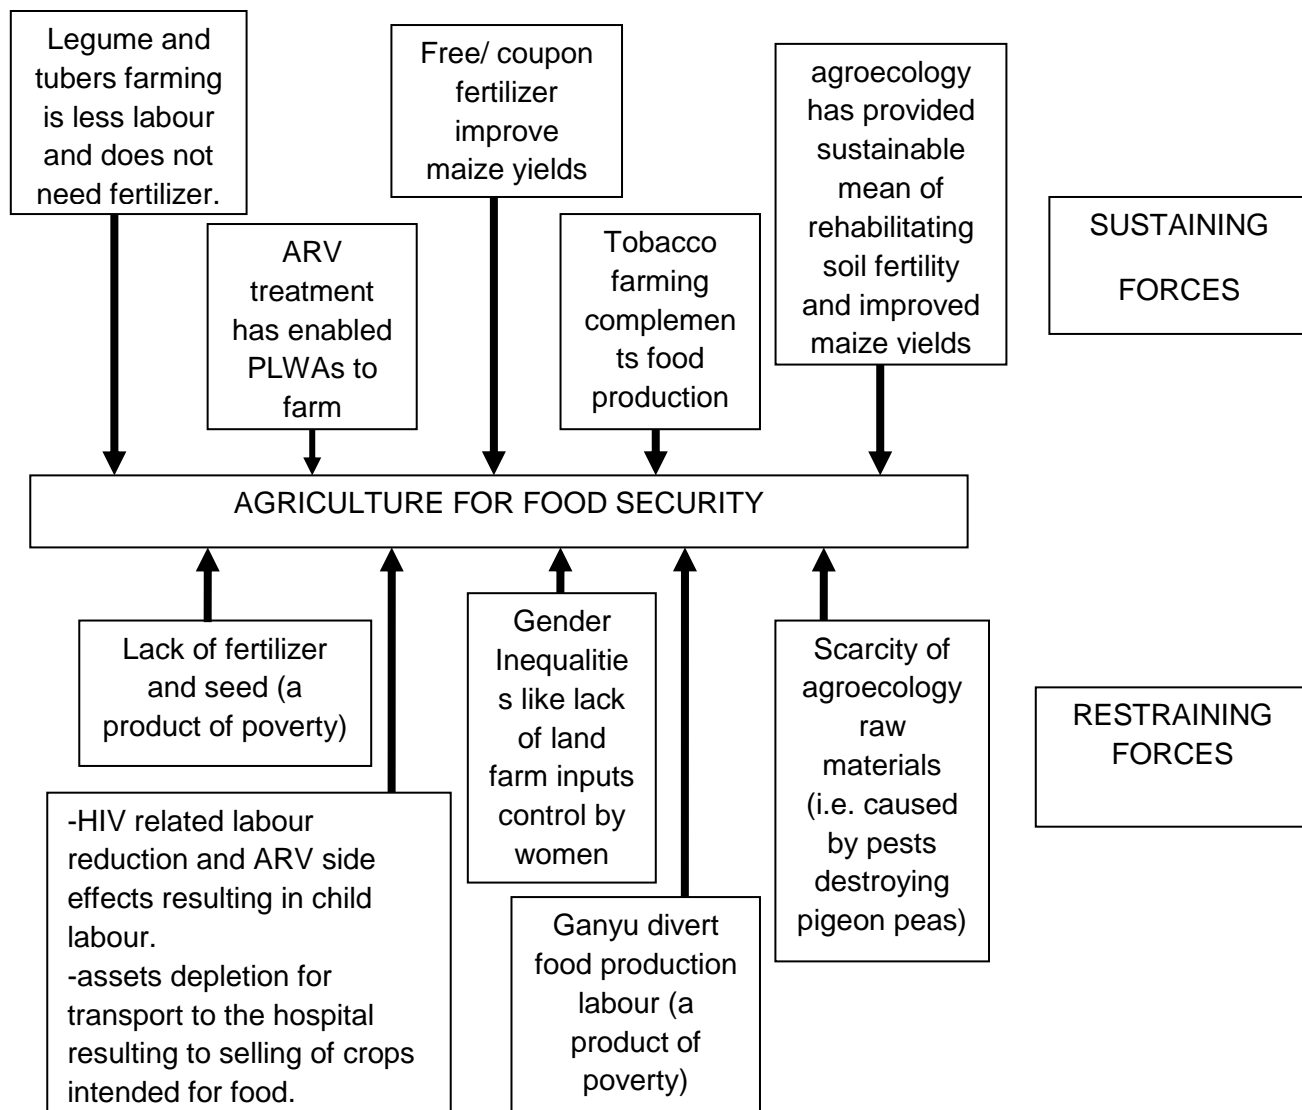 Legume and
tubers farming
is less labour
and does not
need fertilizer.
Free/ coupon
fertilizer
improve
maize yields
agroecology
has provided
sustainable
mean of
rehabilitating
soil fertility
and improved
maize yields
SUSTAINING
FORCES
ARV
treatment
has enabled
PLWAs to
farm
Tobacco
farming
complemen
ts food
production
AGRICULTURE FOR FOOD SECURITY
Lack of fertilizer
and seed (a
product of poverty)
Gender
Inequalitie
s like lack
of land
farm inputs
control by
women
Scarcity of
agroecology
raw
materials
(i.e. caused
by pests
destroying
pigeon peas)
RESTRAINING
FORCES
-HIV related labour
reduction and ARV side
effects resulting in child
labour.
-assets depletion for
transport to the hospital
resulting to selling of crops
intended for food.
Ganyu divert
food production
labour (a
product of
poverty)